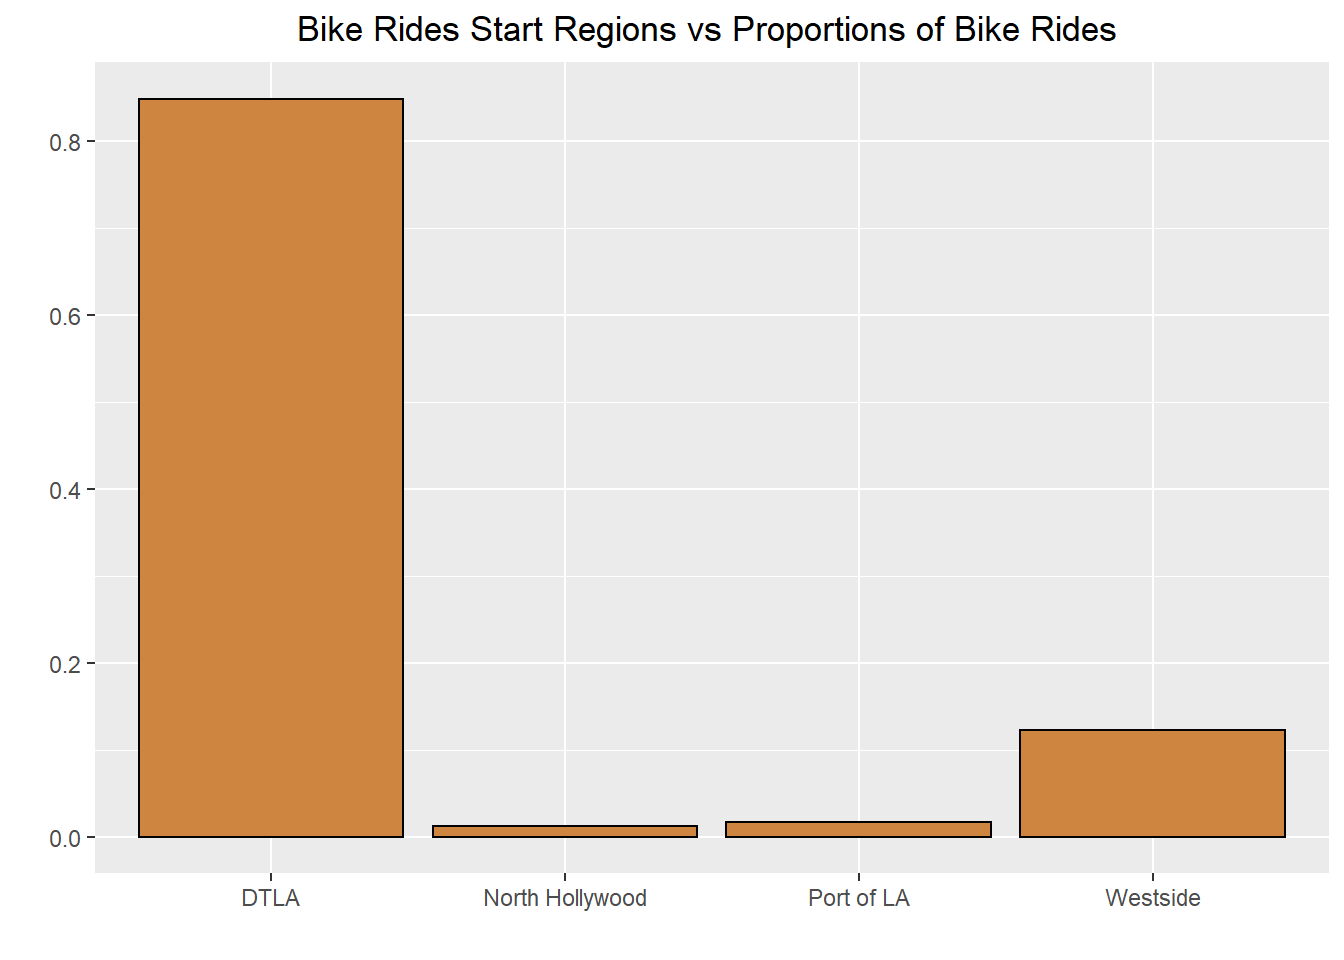 Bike Rides Start Regions vs Proportions of Bike Rides
0.8
0.6
0.4
0.2
0.0
DTLA North Hollywood Port of LA Westside